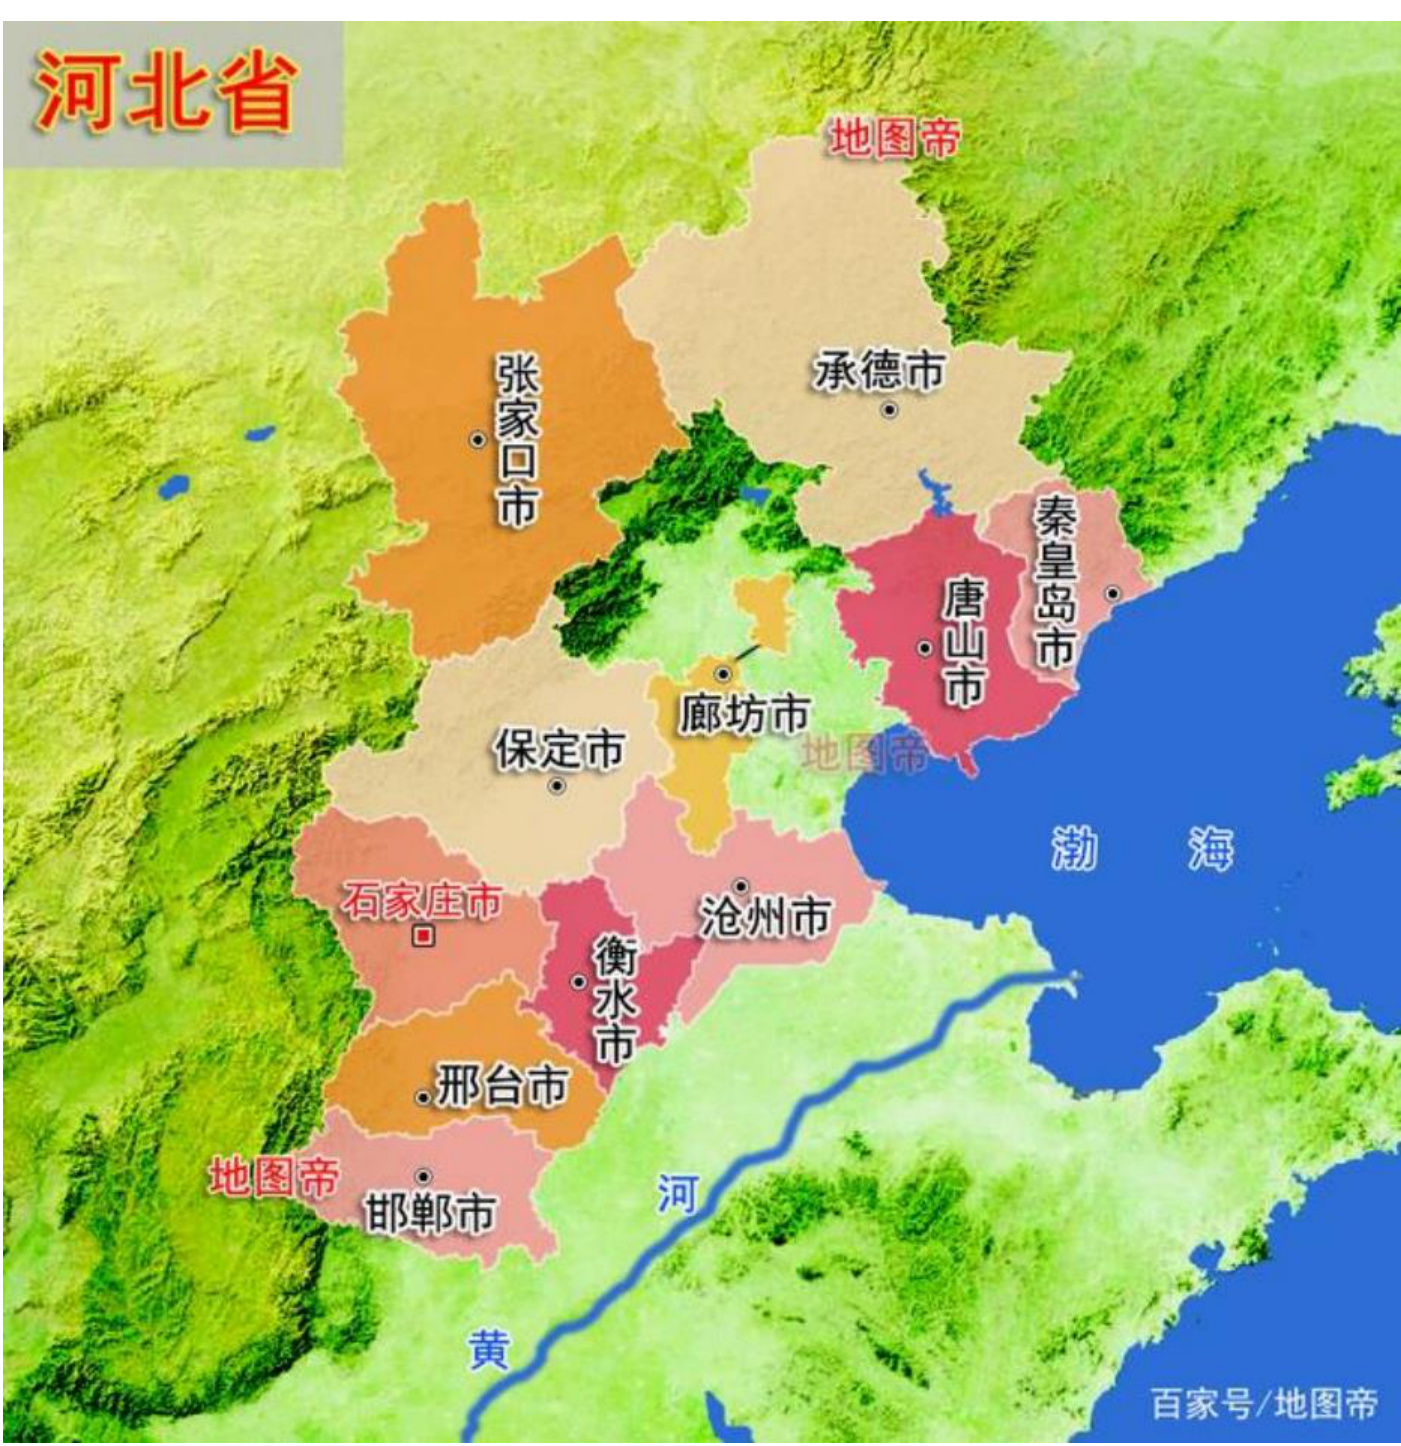 河北省
地图帝
张家口市
承德市
秦皇岛市
唐山市
廊坊市
保定市
地图帝
渤海
石家庄市
沧州市
衡水市
邢台市
地图帝
邯郸市
黄河
百家号/地图帝